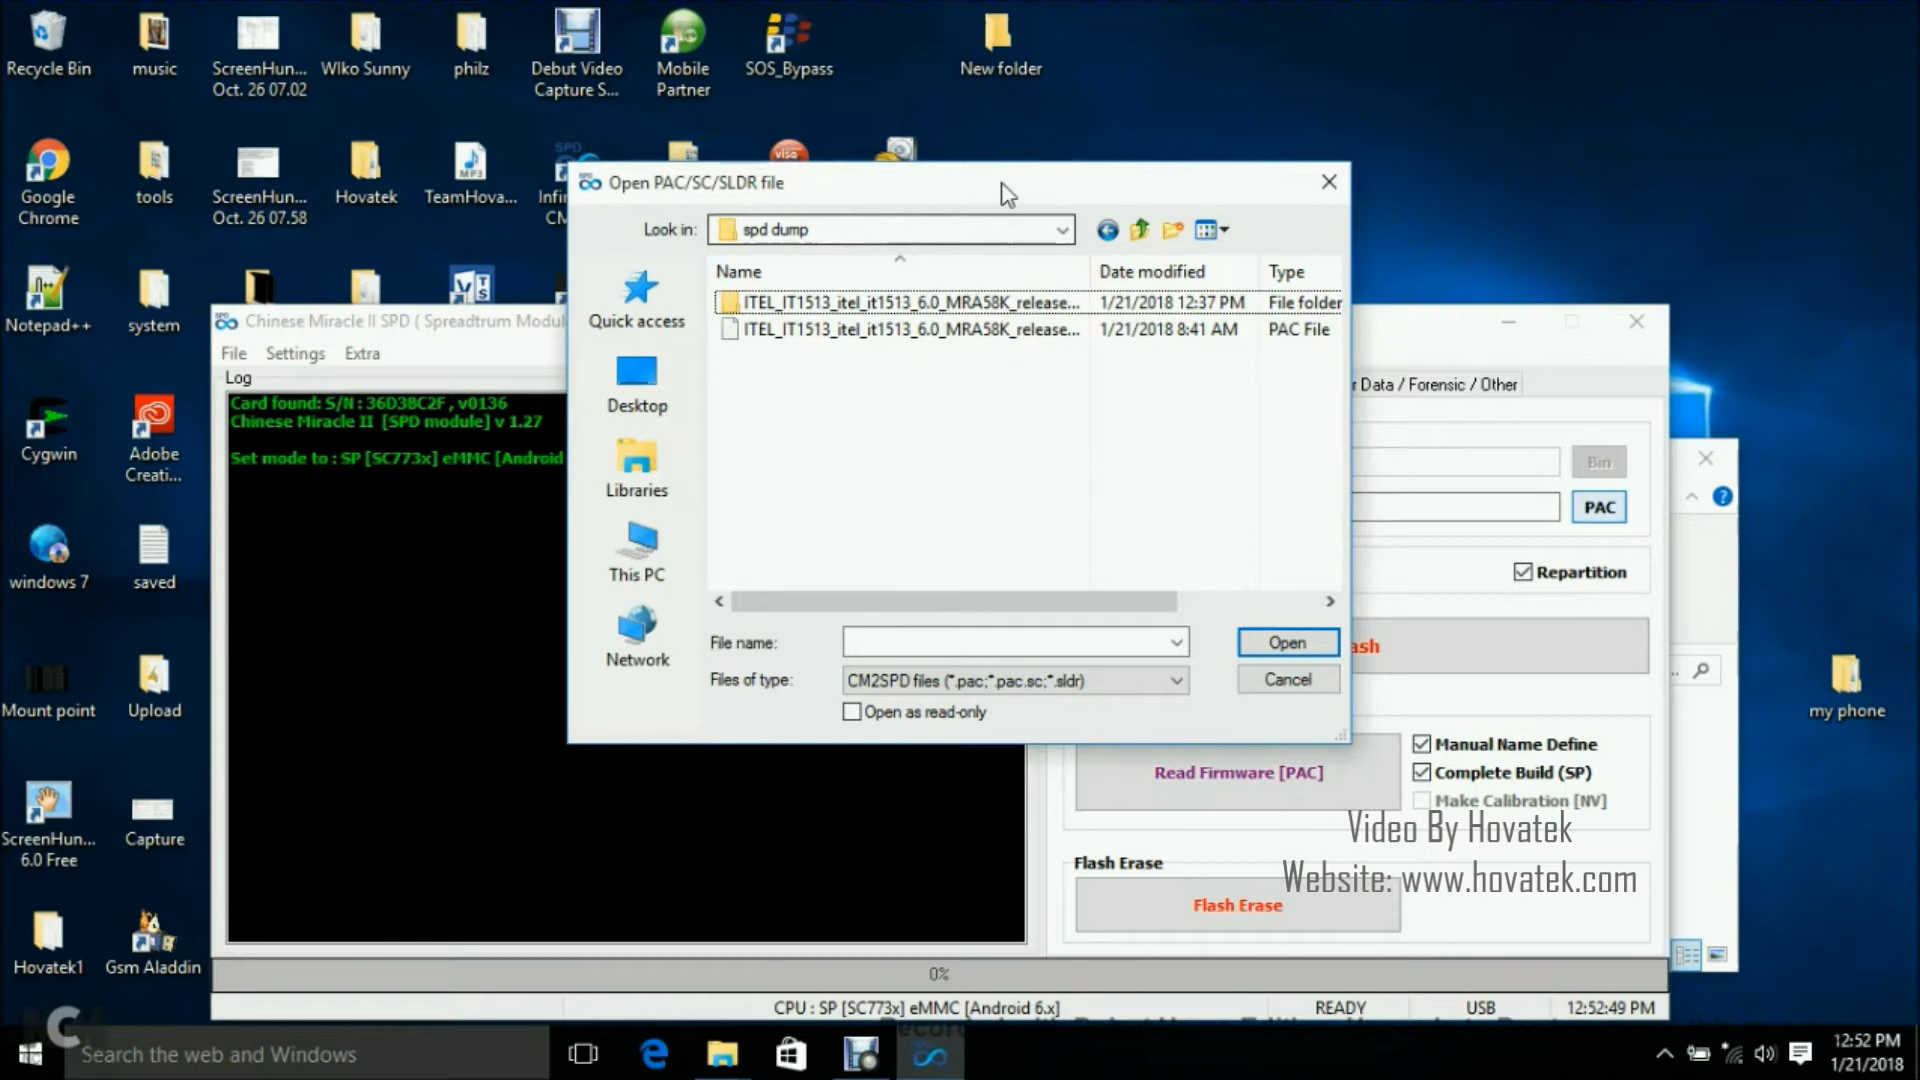 Recycle Bin
music
ScreenHun...
Oct. 26 07.02
Wlko Sunny
philz
Debut Video
Capture S...
Mobile
Partner
SOS_Bypass
New folder
Google
Chrome
tools
ScreenHun...
Oct. 26 07.58
Hovatek
MP3
TeamHova...
SPD
Infin
CM
VISA
Notepad++
system
VTS
Cygwin
Adobe
Creati...
windows 7
saved
Mount point
Upload
ScreenHun...
6.0 Free
Capture
Hovatek1
Gsm Aladdin
my phone
Open PAC/SC/SLDR file
Look in:
spd dump
Quick access
Desktop
Libraries
This PC
Network
Name
Date modified
Type
ITEL_IT1513_itel_it1513_6.0_MRA58K_release...
1/21/2018 12:37 PM
File folder
ITEL_IT1513_itel_it1513_6.0_MRA58K_release...
1/21/2018 8:41 AM
PAC File
File name:
Open
Files of type:
CM2SPD files (*.pac;*.pac.sc;*.sldr)
Cancel
Open as read-only
Chinese Miracle II SPD ( Spreadtrum Modul
File
Settings
Extra
Log
Card found: S/N : 36D38C2F , v0136
Chinese Miracle II [SPD module] v 1.27
Set mode to : SP [SC773x] eMMC [Android
r Data / Forensic / Other
Bin
PAC
Repartition
ash
Read Firmware [PAC]
Manual Name Define
Complete Build (SP)
Make Calibration [NV]
Video By Hovatek
Website: www.hovatek.com
Flash Erase
Flash Erase
0%
CPU : SP [SC773x] eMMC [Android 6.x]
READY
USB
12:52:49 PM
Search the web and Windows
12:52 PM
1/21/2018